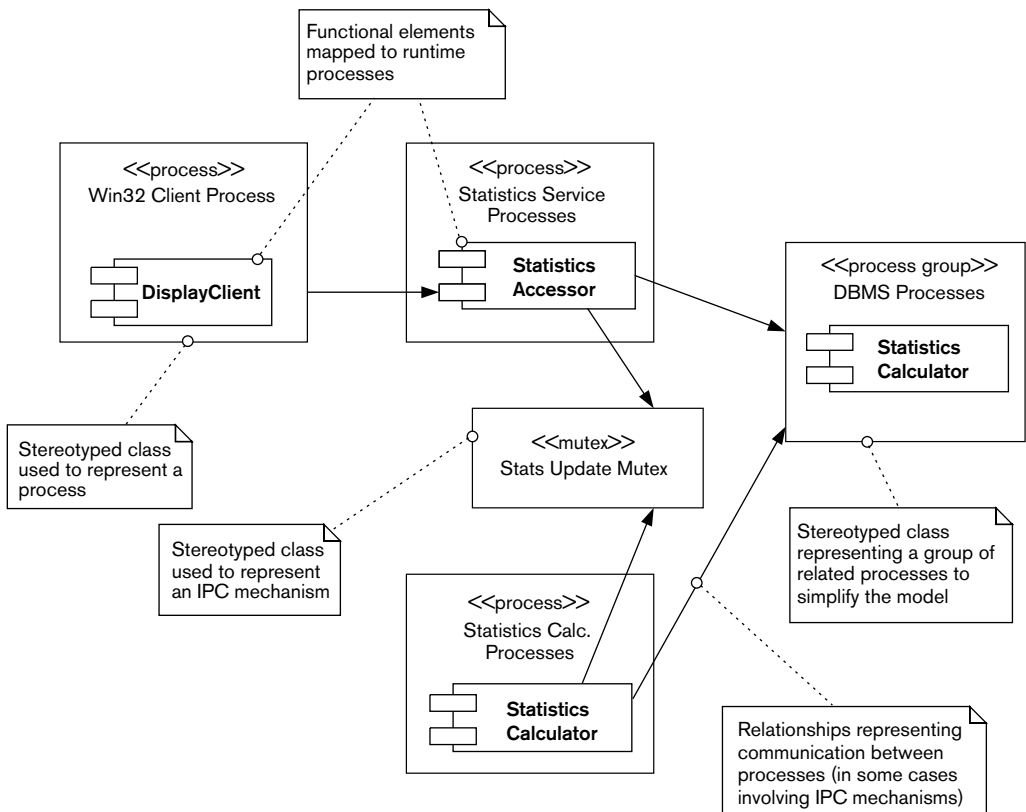 Functional elements
mapped to runtime
processes
<<process>>
Win32 Client Process
DisplayClient
<<process>>
Statistics Service
Processes
Statistics
Accessor
<<process group>>
DBMS Processes
Statistics
Calculator
Stereotyped class
used to represent a
process
<<mutex>>
Stats Update Mutex
Stereotyped class
used to represent
an IPC mechanism
Stereotyped class
representing a group of
related processes to
simplify the model
<<process>>
Statistics Calc.
Processes
Statistics
Calculator
Relationships representing
communication between
processes (in some cases
involving IPC mechanisms)